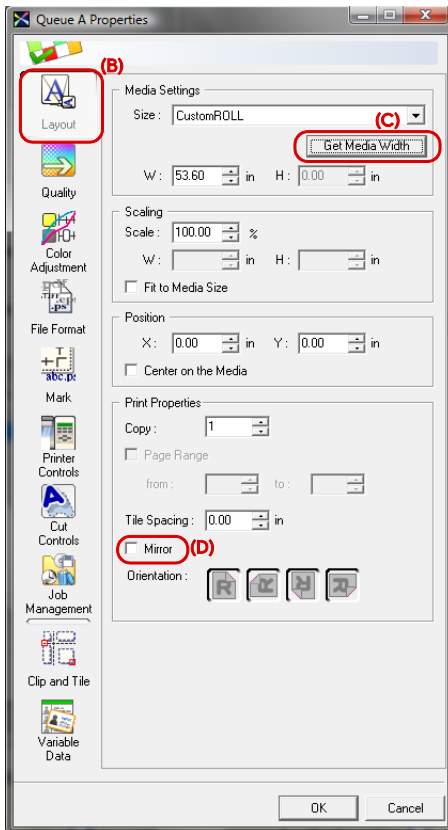 Queue A Properties
(B)
Layout
Quality
Color
Adjustment
File Format
Mark
Printer
Controls
Cut
Controls
Job
Management
Clip and Tile
Variable
Data
Media Settings
Size : CustomROLL
(C)
Get Media Width
W : 53.60 in H : 0.00 in
Scaling
Scale : 100.00 %
W : in H : in
Fit to Media Size
Position
X : 0.00 in Y : 0.00 in
Center on the Media
Print Properties
Copy : 1
Page Range
from : to :
Tile Spacing : 0.00 in
Mirror (D)
Orientation : R R R R
OK Cancel